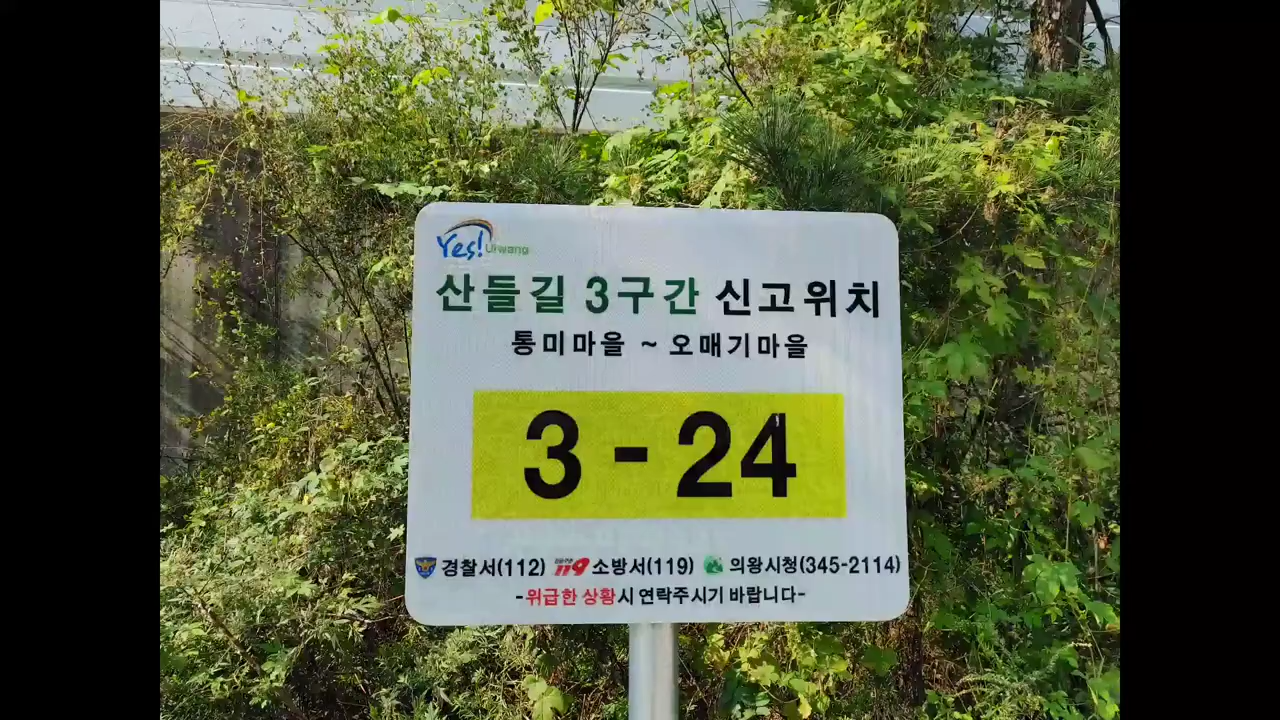 Yes! Uiwang
산들길 3구간 신고위치
통미마을 ~ 오매기마을
3 - 24
경찰서(112) 119 소방서(119) 의왕시청(345-2114)
-위급한 상황시 연락주시기 바랍니다-